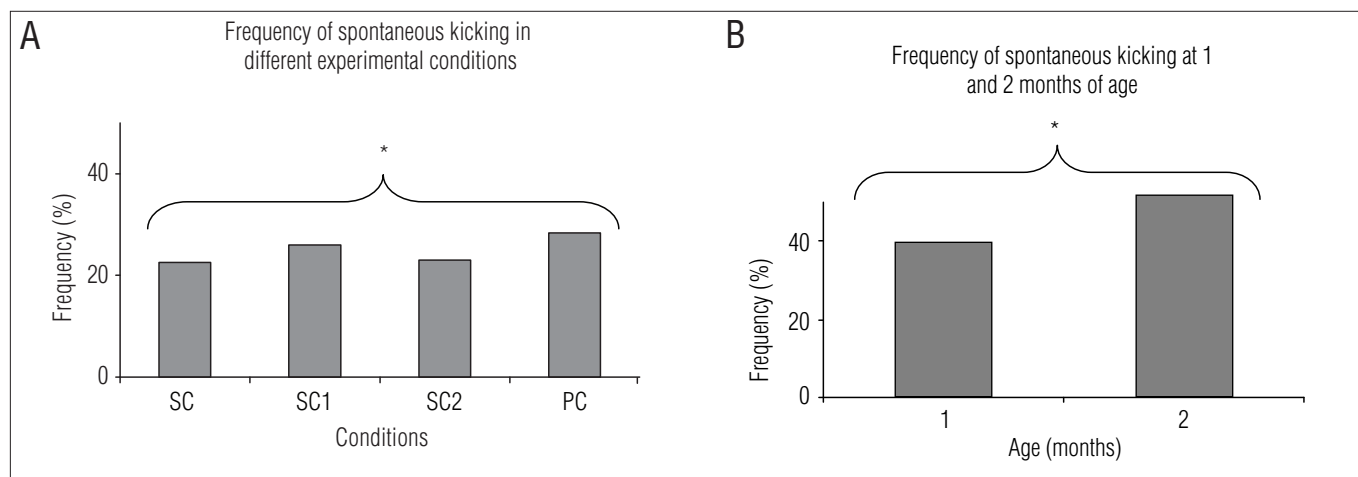 A
Frequency of spontaneous kicking in
different experimental conditions
*
40
20
0
Frequency (%)
SC SC1 SC2 PC
Conditions
B
Frequency of spontaneous kicking at 1
and 2 months of age
*
40
20
0
Frequency (%)
1 2
Age (months)